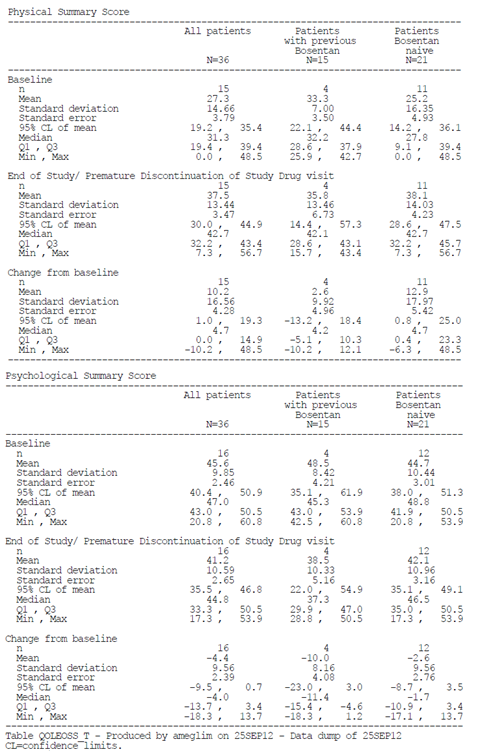 Physical Summary Score
All patients Patients Patients
with previous Bosentan
Bosentan naive
N=36 N=15 N=21
Baseline
n 15 4 11
Mean 27.3 33.3 25.2
Standard deviation 14.66 7.00 16.35
Standard error 3.79 3.50 4.93
95% CL of mean 19.2 , 35.4 22.1 , 44.4 14.2 , 36.1
Median 31.3 32.2 27.8
Q1 , Q3 19.4 , 39.4 28.6 , 37.9 9.1 , 39.4
Min , Max 0.0 , 48.5 25.9 , 42.7 0.0 , 48.5
End of Study/ Premature Discontinuation of Study Drug visit
n 15 4 11
Mean 37.5 35.8 38.1
Standard deviation 13.44 13.46 14.03
Standard error 3.47 6.73 4.23
95% CL of mean 30.0 , 44.9 14.4 , 57.3 28.6 , 47.5
Median 42.7 42.1 42.7
Q1 , Q3 32.2 , 43.4 28.6 , 43.1 32.2 , 45.7
Min , Max 7.3 , 56.7 15.7 , 43.4 7.3 , 56.7
Change from baseline
n 15 4 11
Mean 10.2 2.6 12.9
Standard deviation 16.56 9.92 17.97
Standard error 4.28 4.96 5.42
95% CL of mean 1.0 , 19.3 -13.2 , 18.4 0.8 , 25.0
Median 4.7 4.2 4.7
Q1 , Q3 0.0 , 14.9 -5.1 , 10.3 0.4 , 23.3
Min , Max -10.2 , 48.5 -10.2 , 12.1 -6.3 , 48.5
Psychological Summary Score
All patients Patients Patients
with previous Bosentan
Bosentan naive
N=36 N=15 N=21
Baseline
n 16 4 12
Mean 45.6 48.5 44.7
Standard deviation 9.85 8.42 10.44
Standard error 2.46 4.21 3.01
95% CL of mean 40.4 , 50.9 35.1 , 61.9 38.0 , 51.3
Median 47.0 45.3 48.8
Q1 , Q3 43.0 , 50.5 43.0 , 53.9 41.9 , 50.5
Min , Max 20.8 , 60.8 42.5 , 60.8 20.8 , 53.9
End of Study/ Premature Discontinuation of Study Drug visit
n 16 4 12
Mean 41.2 38.5 42.1
Standard deviation 10.59 10.33 10.96
Standard error 2.65 5.16 3.16
95% CL of mean 35.5 , 46.8 22.0 , 54.9 35.1 , 49.1
Median 44.8 37.3 46.5
Q1 , Q3 33.3 , 50.5 29.9 , 47.0 35.0 , 50.5
Min , Max 17.3 , 53.9 28.8 , 50.5 17.3 , 53.9
Change from baseline
n 16 4 12
Mean -4.4 -10.0 -2.6
Standard deviation 9.56 8.16 9.56
Standard error 2.39 4.08 2.76
95% CL of mean -9.5 , 0.7 -23.0 , 3.0 -8.7 , 3.5
Median -4.0 -11.4 -1.7
Q1 , Q3 -13.7 , 3.4 -15.4 , -4.6 -10.9 , 3.4
Min , Max -18.3 , 13.7 -18.3 , 1.2 -17.1 , 13.7
Table QOLEOSS_T - Produced by ameglim on 25SEP12 - Data dump of 25SEP12
CL=confidence limits.